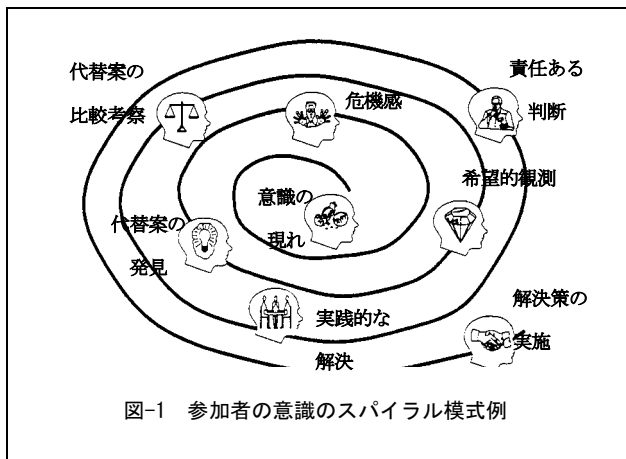 代替案の
比較考察
危機感
責任ある
判断
希望的観測
意識の
現れ
代替案の
発見
実践的な
解決
解決策の
実施
図-1　参加者の意識のスパイラル模式例